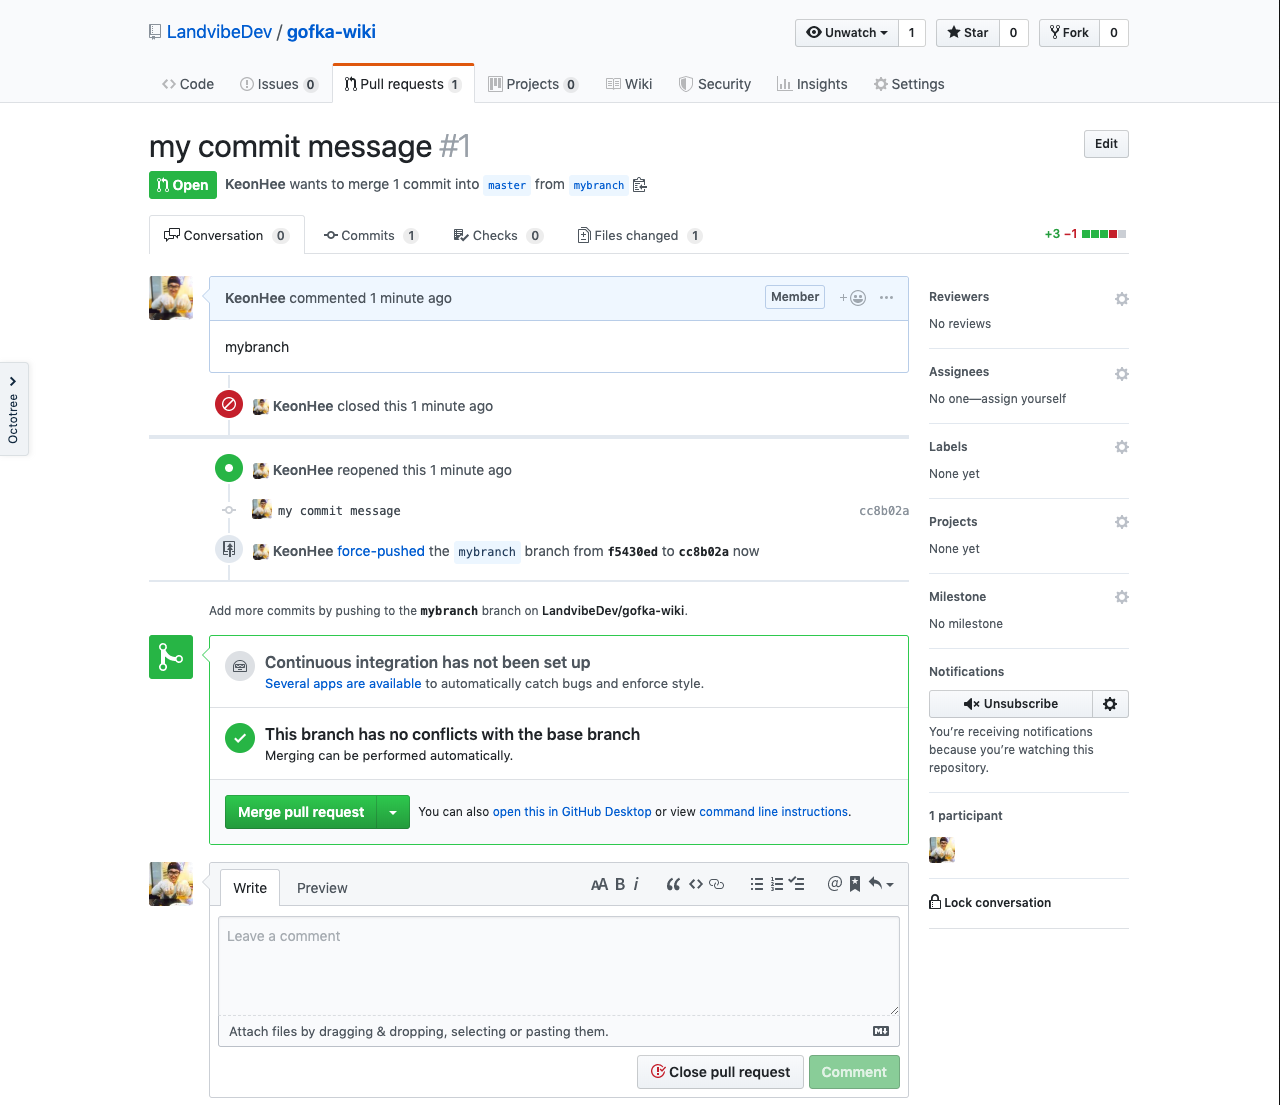 LandvibeDev / gofka-wiki
Unwatch 1 Star 0 Fork 0
Code Issues 0 Pull requests 1 Projects 0 Wiki Security Insights Settings
my commit message #1
Edit
Open KeonHee wants to merge 1 commit into master from mybranch
Conversation 0 Commits 1 Checks 0 Files changed 1 +3 −1
KeonHee commented 1 minute ago Member
mybranch
KeonHee closed this 1 minute ago
KeonHee reopened this 1 minute ago
my commit message cc8b02a
KeonHee force-pushed the mybranch branch from f5430ed to cc8b02a now
Add more commits by pushing to the mybranch branch on LandvibeDev/gofka-wiki.
Continuous integration has not been set up
Several apps are available to automatically catch bugs and enforce style.
This branch has no conflicts with the base branch
Merging can be performed automatically.
Merge pull request You can also open this in GitHub Desktop or view command line instructions.
Write Preview
Leave a comment
Attach files by dragging & dropping, selecting or pasting them.
Close pull request Comment
Reviewers
No reviews
Assignees
No one—assign yourself
Labels
None yet
Projects
None yet
Milestone
No milestone
Notifications
Unsubscribe
You’re receiving notifications
because you’re watching this
repository.
1 participant
Lock conversation
Octotree